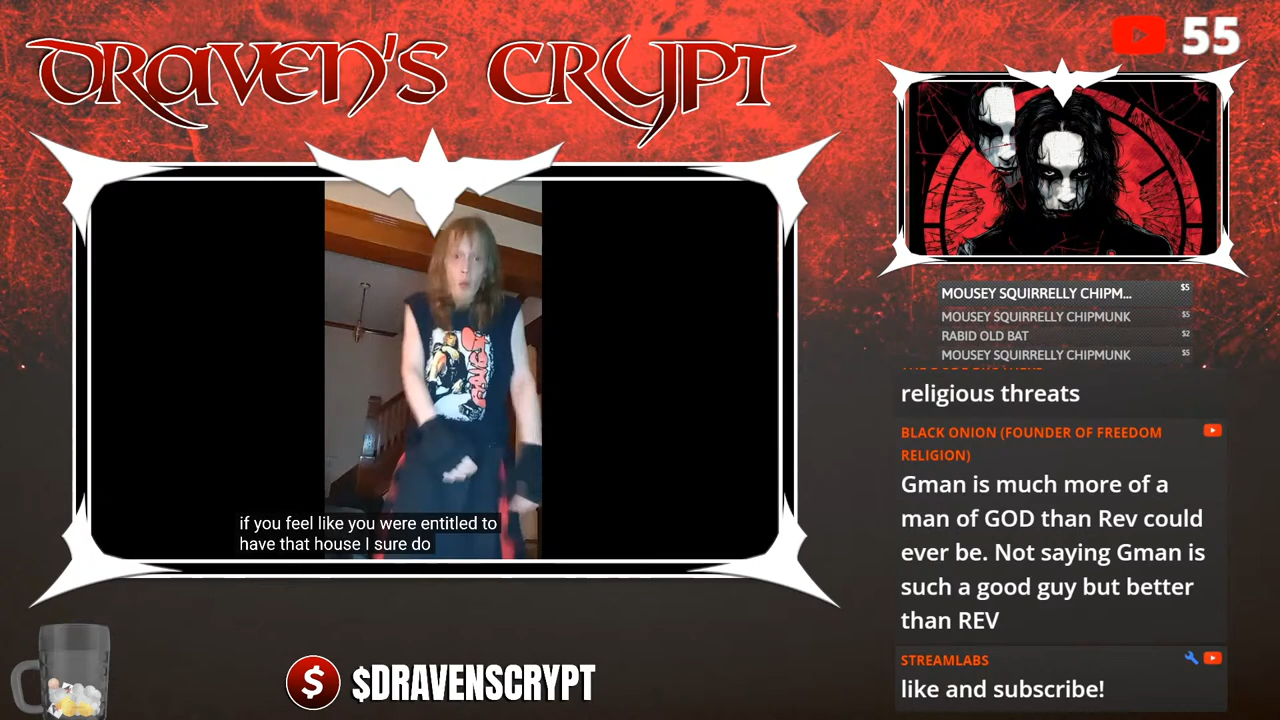 DRAVEN'S CRYPT
55
MOUSEY SQUIRRELLY CHIPM... $5
MOUSEY SQUIRRELLY CHIPMUNK $5
RABID OLD BAT $2
MOUSEY SQUIRRELLY CHIPMUNK $5
religious threats
BLACK ONION (FOUNDER OF FREEDOM
RELIGION)
Gman is much more of a
man of GOD than Rev could
ever be. Not saying Gman is
such a good guy but better
than REV
STREAMLABS
like and subscribe!
if you feel like you were entitled to
have that house I sure do
$ $DRAVENSCRYPT